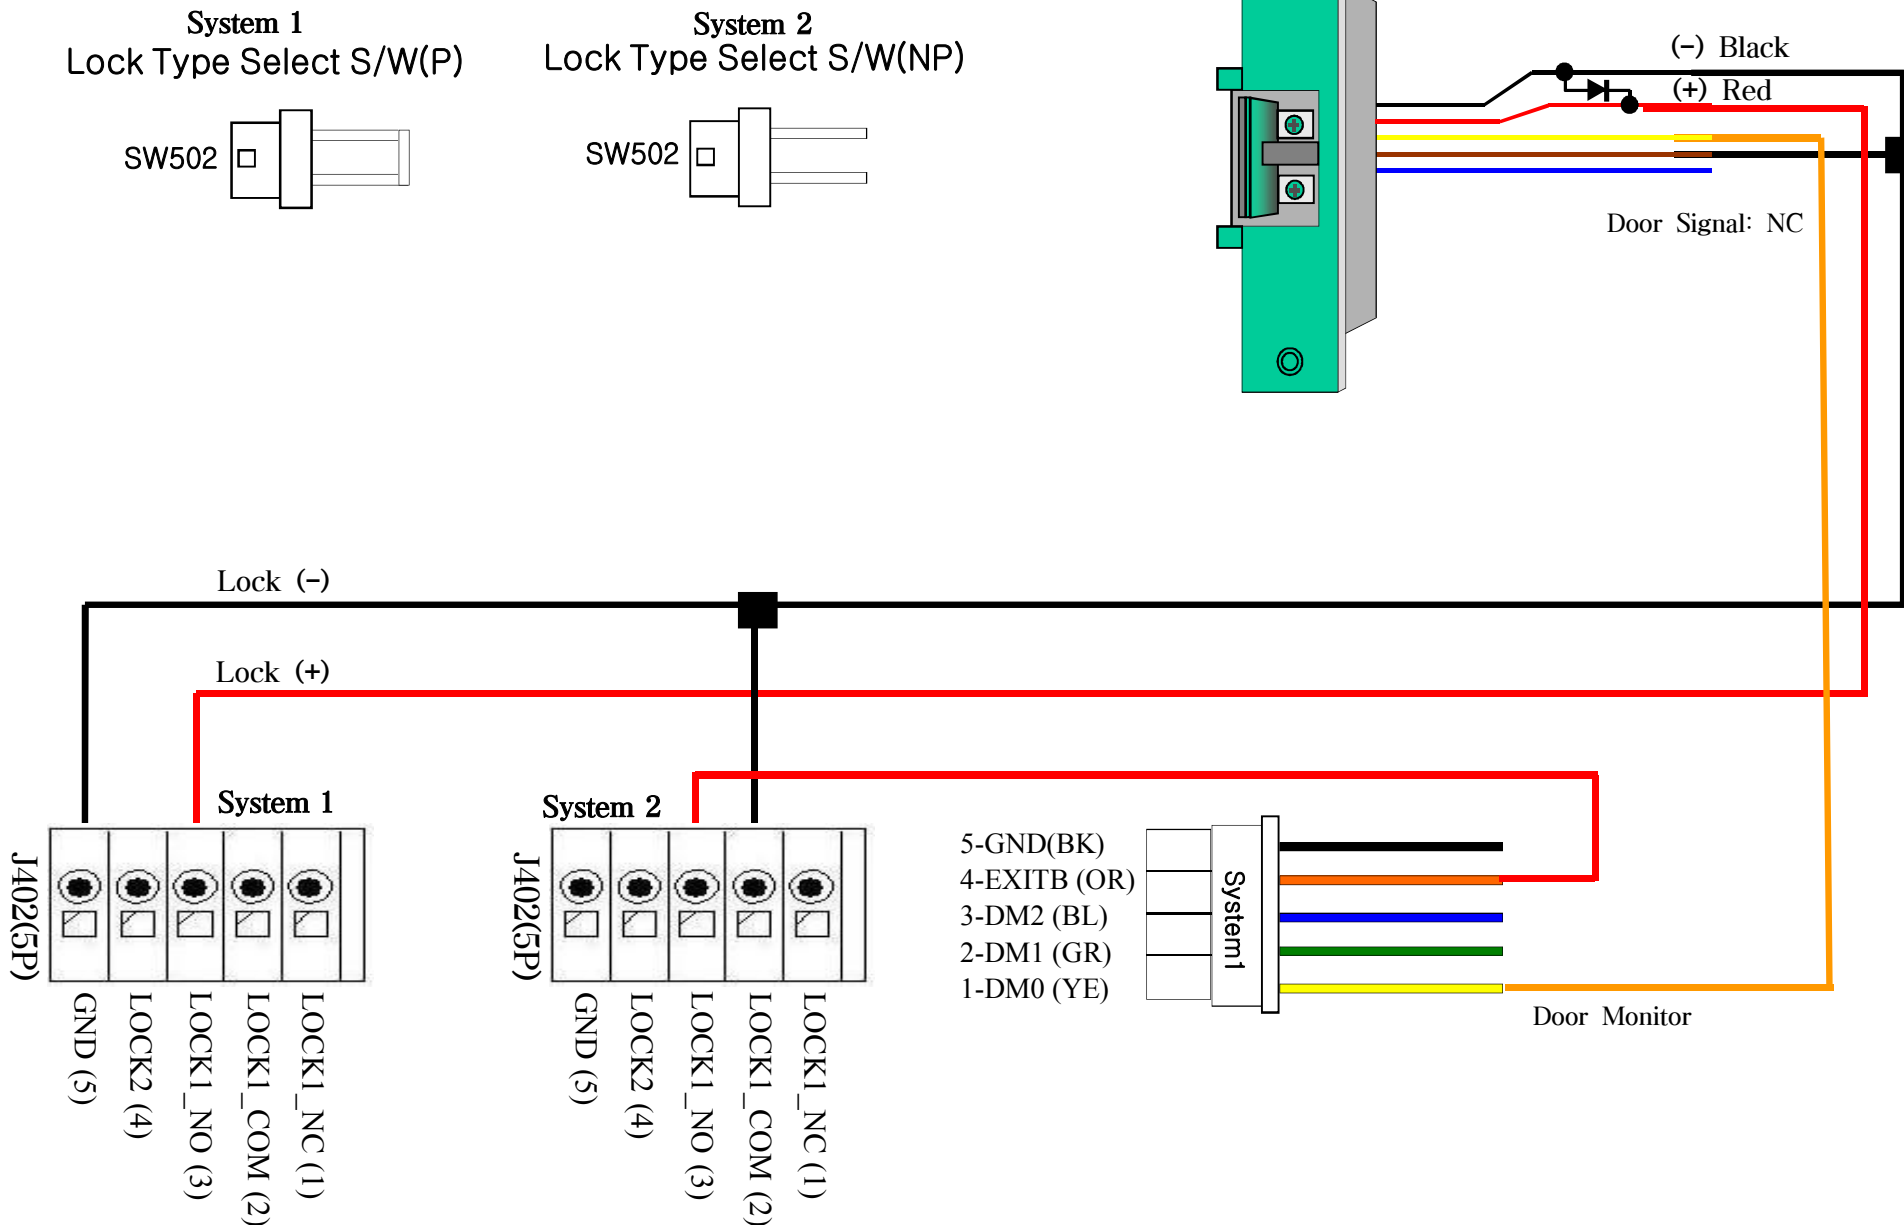 System 1
Lock Type Select S/W(P)
SW502
System 2
Lock Type Select S/W(NP)
SW502
(-) Black
(+) Red
Door Signal: NC
Lock (-)
Lock (+)
System 1
J402(5P)
GND (5)
LOCK2 (4)
LOCK1_NO (3)
LOCK1_COM (2)
LOCK1_NC (1)
System 2
J402(5P)
GND (5)
LOCK2 (4)
LOCK1_NO (3)
LOCK1_COM (2)
LOCK1_NC (1)
5-GND(BK)
4-EXITB (OR)
3-DM2 (BL)
2-DM1 (GR)
1-DM0 (YE)
System1
Door Monitor